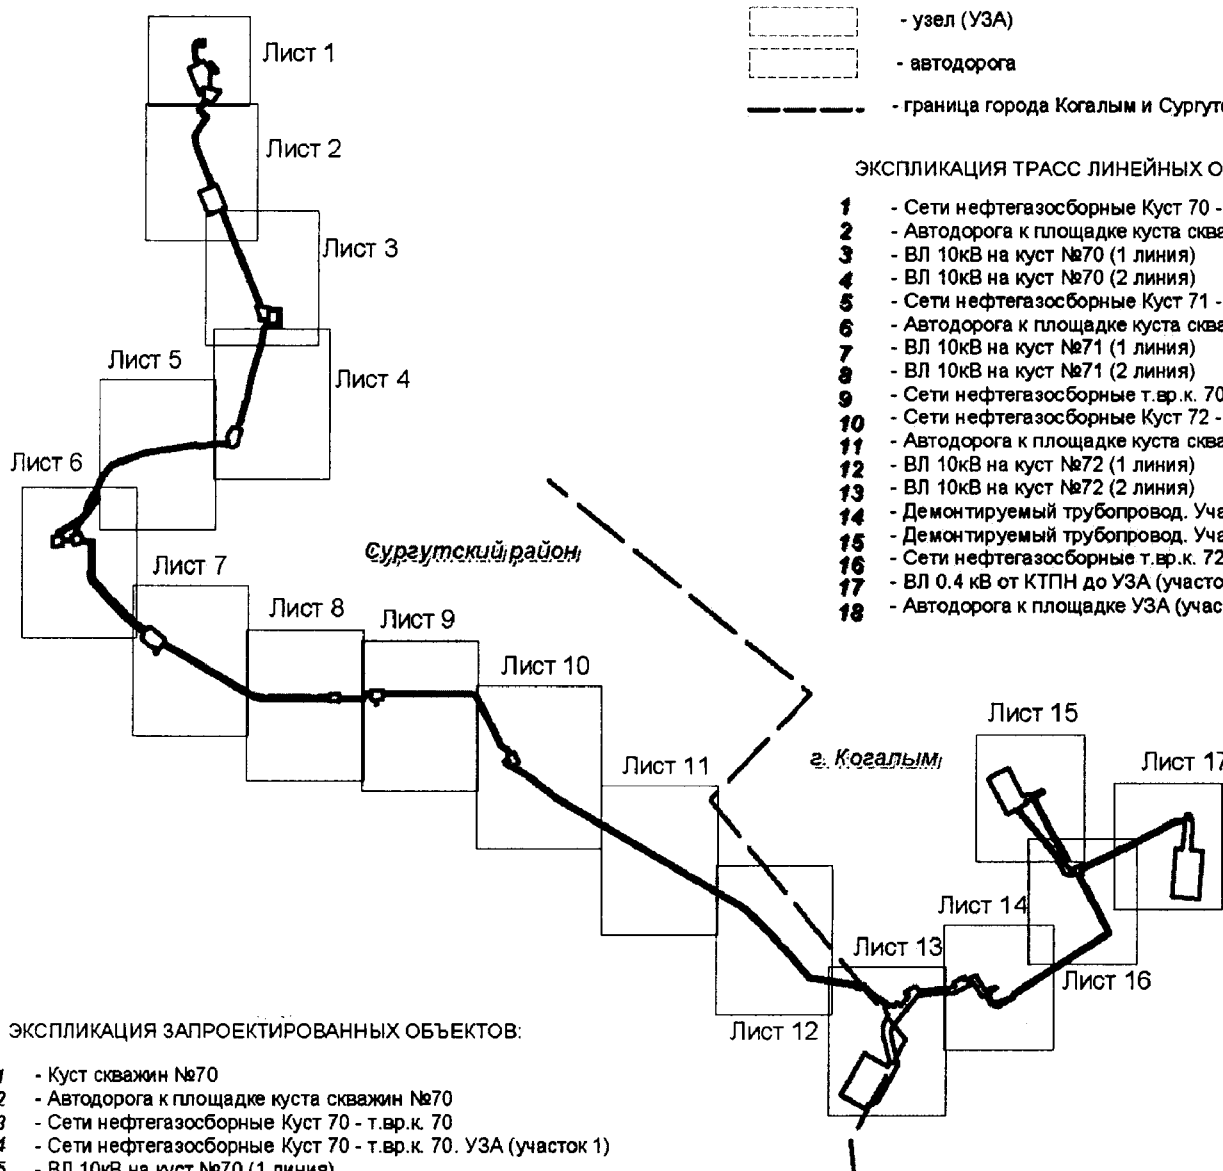 Лист 1
- узел (УЗА)
- автодорога
- граница города Когалым и Сургут
Лист 2
ЭКСПЛИКАЦИЯ ТРАСС ЛИНЕЙНЫХ О
1 - Сети нефтегазосборные Куст 70 -
2 - Автодорога к площадке куста сква
3 - ВЛ 10кВ на куст №70 (1 линия)
4 - ВЛ 10кВ на куст №70 (2 линия)
5 - Сети нефтегазосборные Куст 71 -
6 - Автодорога к площадке куста сква
7 - ВЛ 10кВ на куст №71 (1 линия)
8 - ВЛ 10кВ на куст №71 (2 линия)
9 - Сети нефтегазосборные т.вр.к. 70
10 - Сети нефтегазосборные Куст 72 -
11 - Автодорога к площадке куста сква
12 - ВЛ 10кВ на куст №72 (1 линия)
13 - ВЛ 10кВ на куст №72 (2 линия)
14 - Демонтируемый трубопровод. Уча
15 - Демонтируемый трубопровод. Уча
16 - Сети нефтегазосборные т.вр.к. 72
17 - ВЛ 0.4 кВ от КТПН до УЗА (участо
18 - Автодорога к площадке УЗА (учас
Лист 3
Лист 5
Лист 4
Лист 6
Сургутский район
Лист 7
Лист 8
Лист 9
Лист 10
Лист 15
г. Когалым
Лист 11
Лист 17
Лист 14
Лист 13
Лист 16
Лист 12
ЭКСПЛИКАЦИЯ ЗАПРОЕКТИРОВАННЫХ ОБЪЕКТОВ:
1 - Куст скважин №70
2 - Автодорога к площадке куста скважин №70
3 - Сети нефтегазосборные Куст 70 - т.вр.к. 70
4 - Сети нефтегазосборные Куст 70 - т.вр.к. 70. УЗА (участок 1)
5 - ВЛ 10кВ на куст №70 (1 линия)